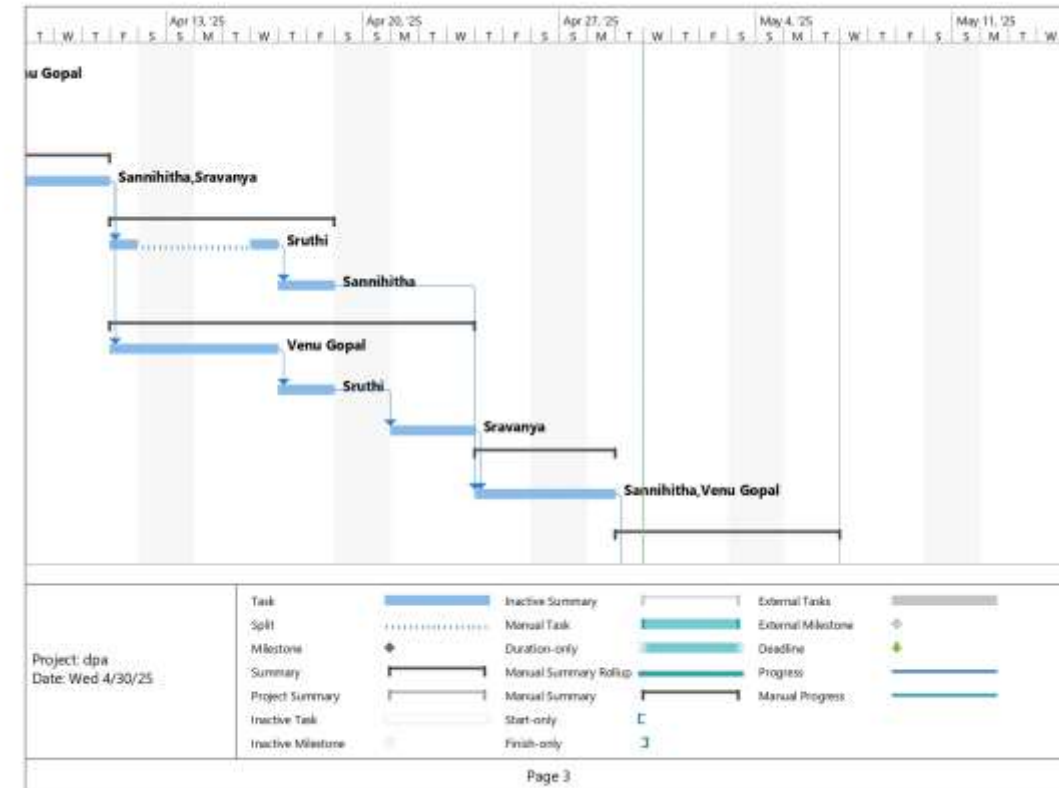 Apr 13, '25 Apr 20, '25 Apr 27, '25 May 4, '25 May 11, '25
T W T F S S M T W T F S S M T W T F S S M T W T F S S M T W T F S S M T W
u Gopal
Sannihitha,Sravanya
Sruthi
Sannihitha
Venu Gopal
Sruthi
Sravanya
Sannihitha,Venu Gopal
Project: dpa
Date: Wed 4/30/25
Task Inactive Summary External Tasks
Split Manual Task External Milestone
Milestone Duration-only Deadline
Summary Manual Summary Rollup Progress
Project Summary Manual Summary Manual Progress
Inactive Task Start-only
Inactive Milestone Finish-only
Page 3